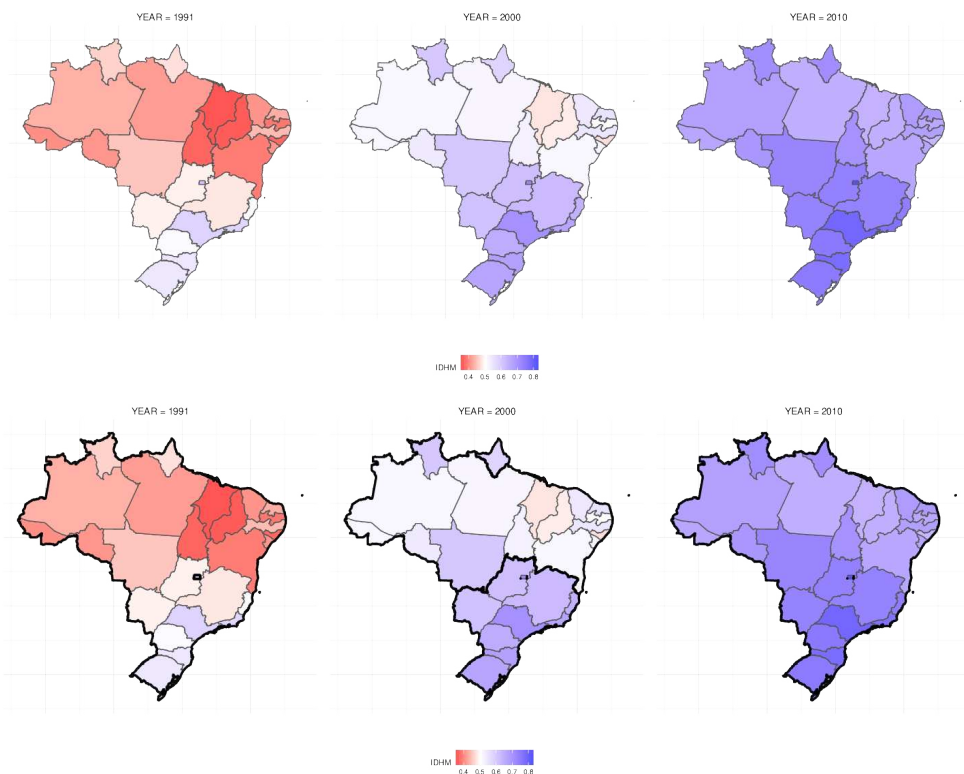 YEAR = 1991 YEAR = 2000 YEAR = 2010
IDHM
0.4 0.5 0.6 0.7 0.8
YEAR = 1991 YEAR = 2000 YEAR = 2010
IDHM
0.4 0.5 0.6 0.7 0.8